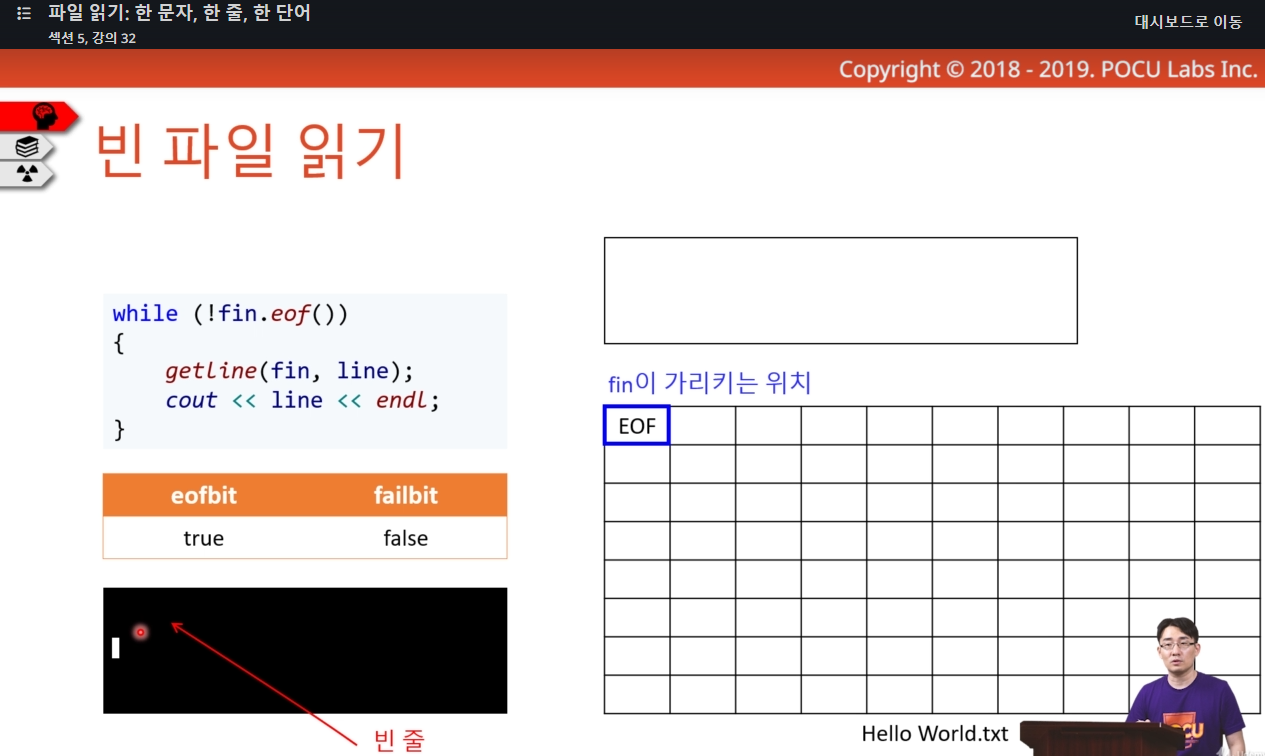 파일 읽기: 한 문자, 한 줄, 한 단어
섹션 5, 강의 32
대시보드로 이동
Copyright © 2018 - 2019. POCU Labs Inc.
빈 파일 읽기
while (!fin.eof())
{
    getline(fin, line);
    cout << line << endl;
}
fin이 가리키는 위치
EOF
eofbit failbit
true false
빈 줄
Hello World.txt